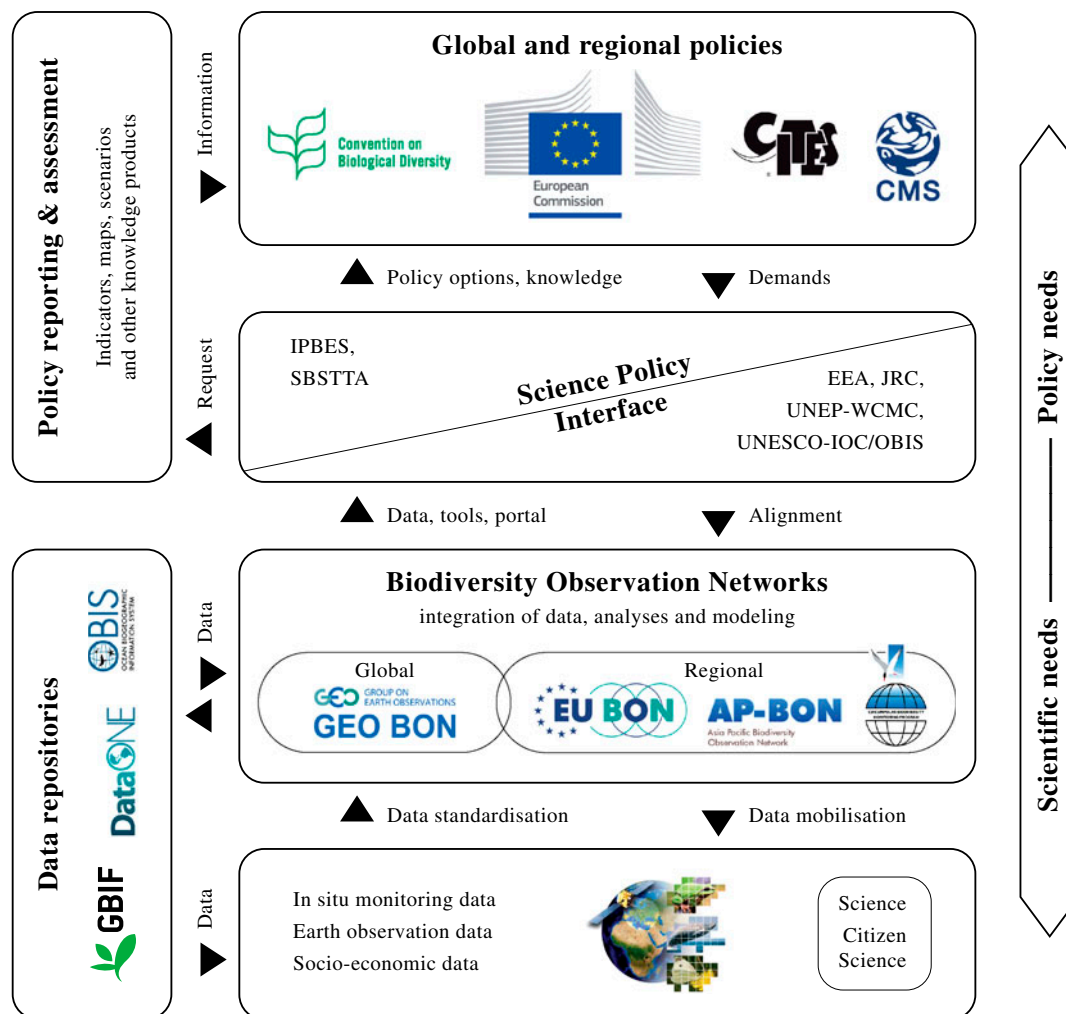 Policy reporting & assessment
Indicators, maps, scenarios
and other knowledge products
Information
Request
Global and regional policies
Convention on
Biological Diversity
European
Commission
CITES
®
CMS
Policy options, knowledge
Demands
IPBES,
SBSTTA
Science Policy
Interface
EEA, JRC,
UNEP-WCMC,
UNESCO-IOC/OBIS
Data, tools, portal
Alignment
Data repositories
OBIS
OCEAN BIOGEOGRAPHIC
INFORMATION SYSTEM
DataONE
GBIF
Data
Data
Biodiversity Observation Networks
integration of data, analyses and modeling
Global
GEO GROUP ON
EARTH OBSERVATIONS
GEO BON
Regional
EU BON
AP-BON
Asia Pacific Biodiversity
Observation Network
Data standardisation
Data mobilisation
In situ monitoring data
Earth observation data
Socio-economic data
Science
Citizen
Science
Policy needs
Scientific needs